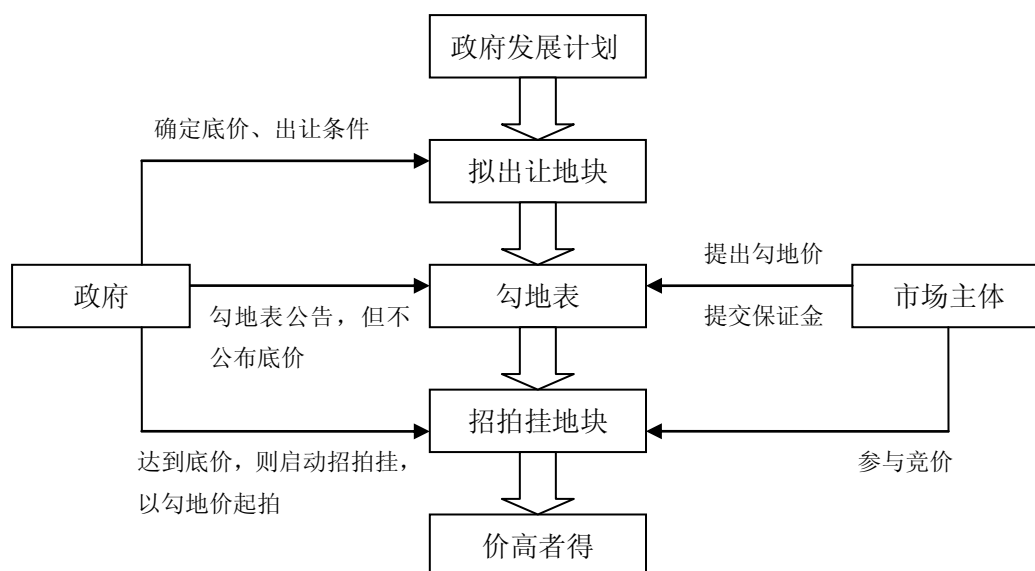 政府发展计划
确定底价、出让条件
拟出让地块
提出勾地价
政府
勾地表
市场主体
勾地表公告，但不
公布底价
提交保证金
招拍挂地块
达到底价，则启动招拍挂，
以勾地价起拍
参与竞价
价高者得